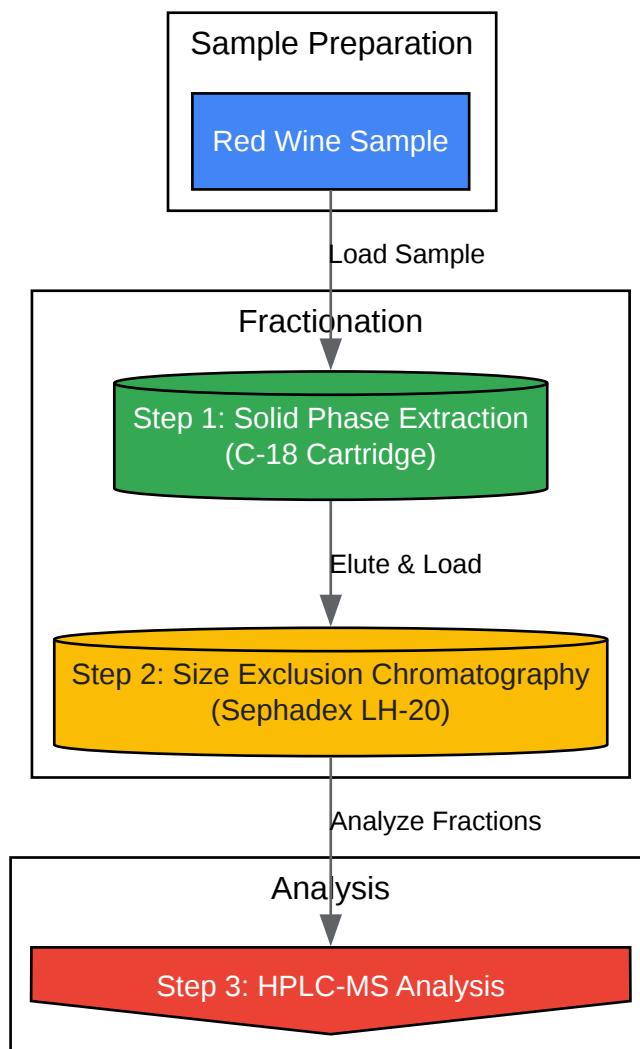 Sample Preparation
Red Wine Sample
Load Sample
Fractionation
Step 1: Solid Phase Extraction
(C-18 Cartridge)
Elute & Load
Step 2: Size Exclusion Chromatography
(Sephadex LH-20)
Analyze Fractions
Analysis
Step 3: HPLC-MS Analysis